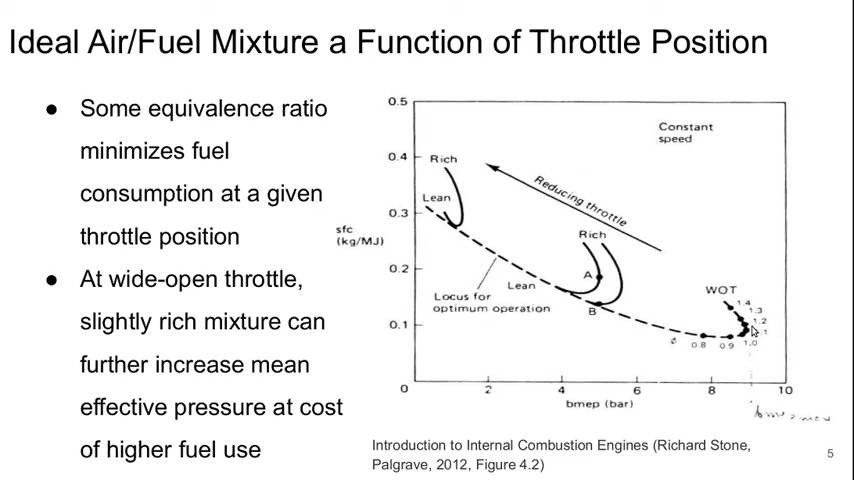 Ideal Air/Fuel Mixture a Function of Throttle Position
● Some equivalence ratio
minimizes fuel
consumption at a given
throttle position
● At wide-open throttle,
slightly rich mixture can
further increase mean
effective pressure at cost
of higher fuel use
0.5
0.4
0.3
0.2
0.1
0
sfc
(kg/MJ)
Constant
speed
Rich
Lean
Reducing throttle
Rich
A
Lean
B
Locus for
optimum operation
WOT
1.4
1.3
1.2
.1
1.0
0.9
0.8
ϕ
2
4
6
8
10
bmep (bar)
Introduction to Internal Combustion Engines (Richard Stone,
Palgrave, 2012, Figure 4.2)
5